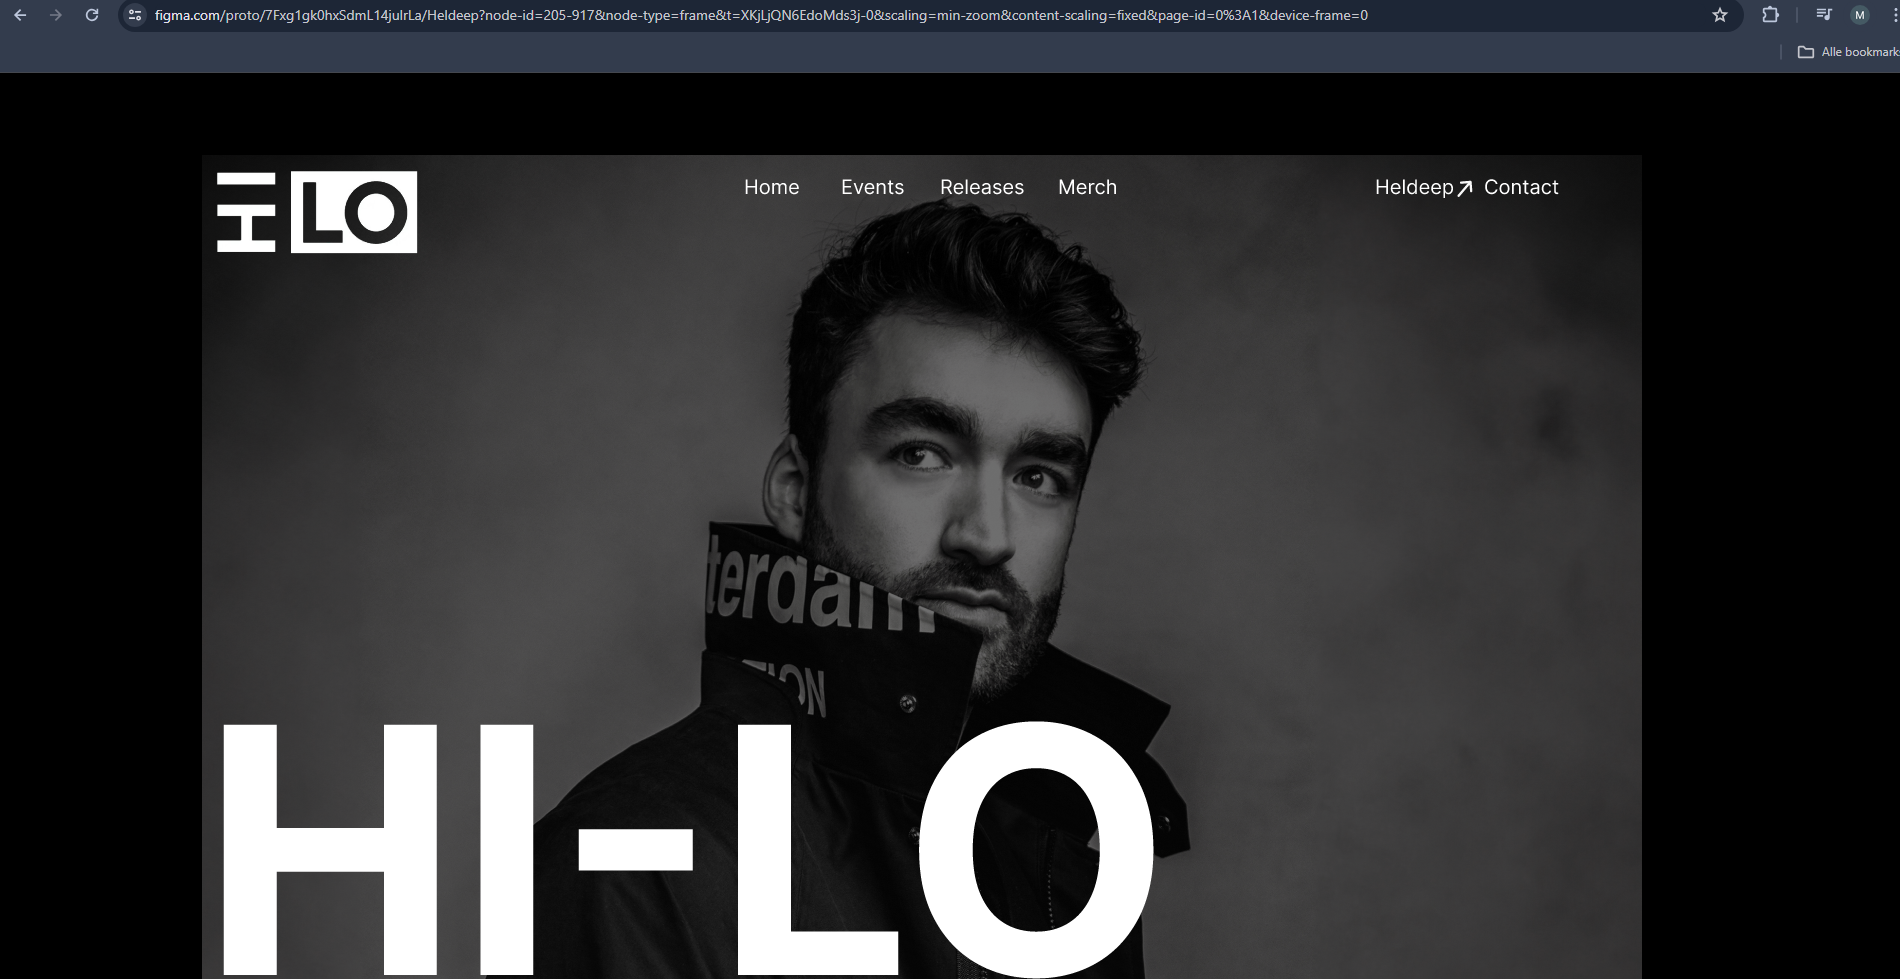 figma.com/proto/7Fxg1gk0hxSdmL14julrLa/Heldeep?node-id=205-917&node-type=frame&t=XKjLjQN6EdoMds3j-0&scaling=min-zoom&content-scaling=fixed&page-id=0%3A1&device-frame=0
M
Alle bookmark
HI LO
Home Events Releases Merch Heldeep Contact
terdam
TION
HI-LO